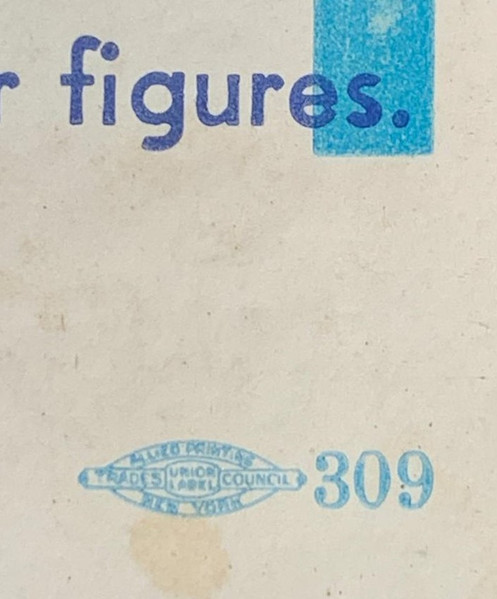 r figures.
ALLIED PRINTING
TRADES UNION LABEL COUNCIL
NEW YORK
309